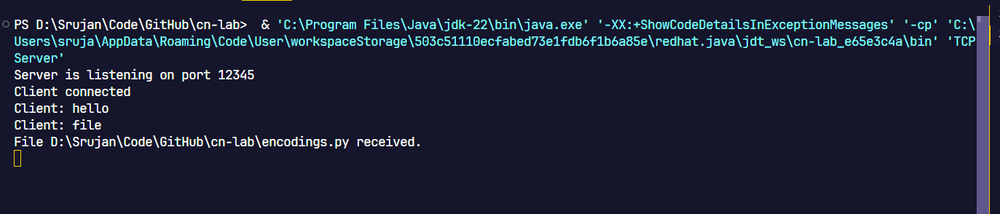 PS D:\Srujan\Code\GitHub\cn-lab>  & 'C:\Program Files\Java\jdk-22\bin\java.exe' '-XX:+ShowCodeDetailsInExceptionMessages' '-cp' 'C:\
Users\sruja\AppData\Roaming\Code\User\workspaceStorage\503c51110ecfabed73e1fdb6f1b6a85e\redhat.java\jdt_ws\cn-lab_e65e3c4a\bin' 'TCP
Server'
Server is listening on port 12345
Client connected
Client: hello
Client: file
File D:\Srujan\Code\GitHub\cn-lab\encodings.py received.